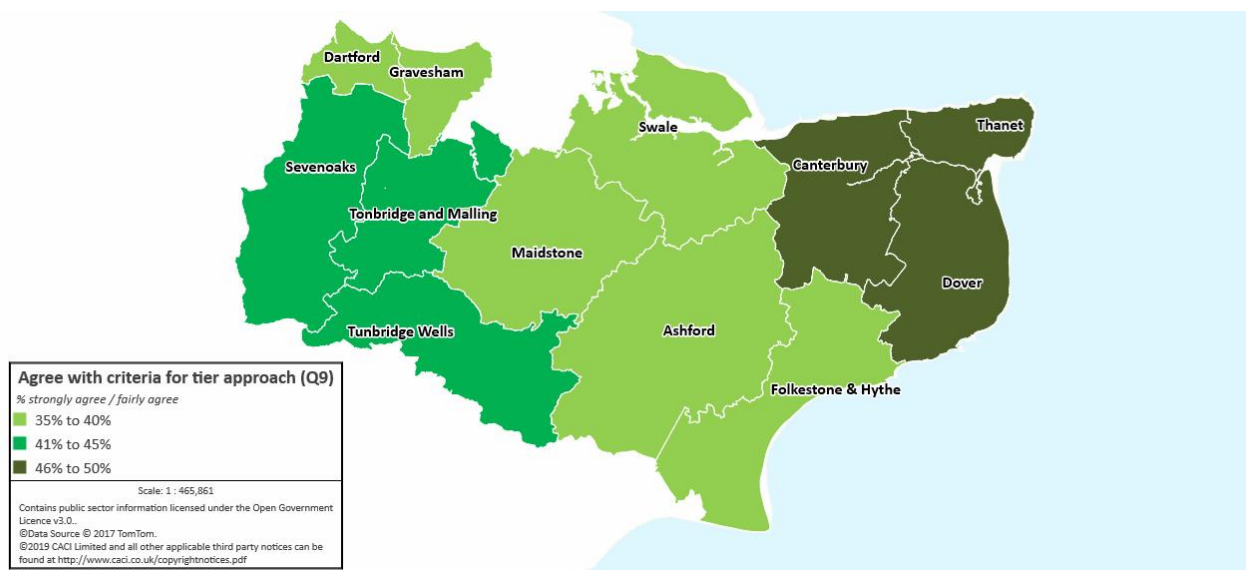 Dartford
Gravesham
Swale
Thanet
Canterbury
Sevenoaks
Tonbridge and Malling
Maidstone
Dover
Ashford
Tunbridge Wells
Folkestone & Hythe
Agree with criteria for tier approach (Q9)
% strongly agree / fairly agree
35% to 40%
41% to 45%
46% to 50%
Scale: 1 : 465,861
Contains public sector information licensed under the Open Government
Licence v3.0..
©Data Source © 2017 TomTom.
©2019 CACI Limited and all other applicable third party notices can be
found at http://www.caci.co.uk/copyrightnotices.pdf